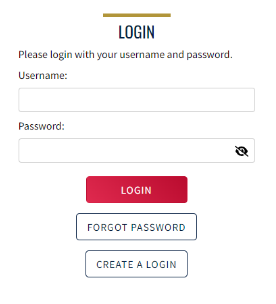 LOGIN
Please login with your username and password.
Username:
Password:
LOGIN
FORGOT PASSWORD
CREATE A LOGIN